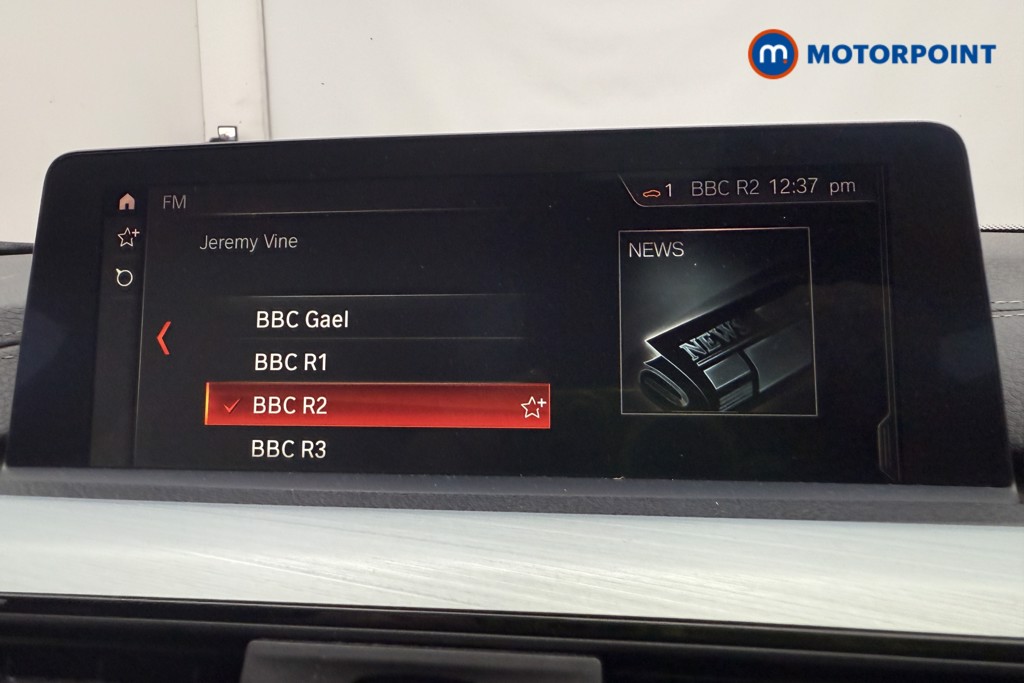 m MOTORPOINT
FM
1 BBC R2 12:37 pm
Jeremy Vine
NEWS
BBC Gael
BBC R1
BBC R2
BBC R3
NEWS